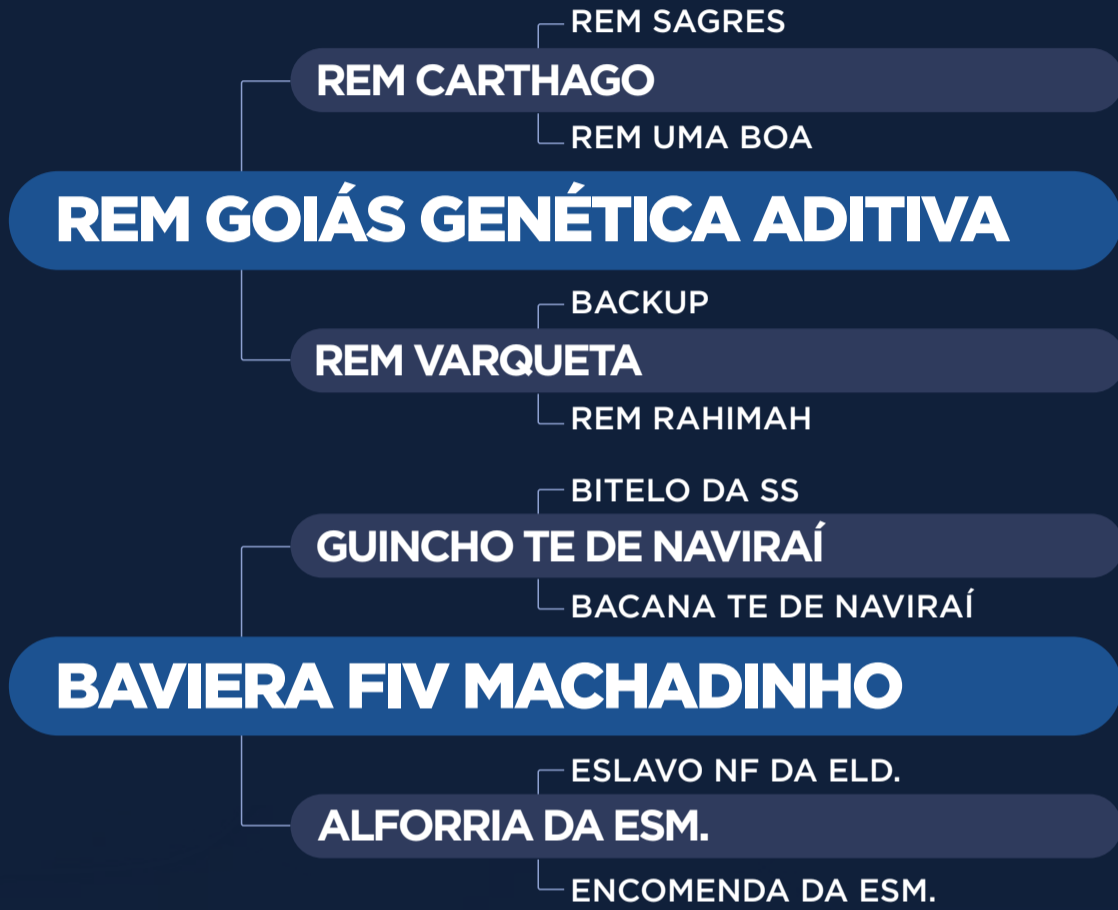 REM SAGRES
REM CARTHAGO
REM UMA BOA
REM GOIÁS GENÉTICA ADITIVA
BACKUP
REM VARQUETA
REM RAHIMAH
BITELO DA SS
GUINCHO TE DE NAVIRAÍ
BACANA TE DE NAVIRAÍ
BAVIERA FIV MACHADINHO
ESLAVO NF DA ELD.
ALFORRIA DA ESM.
ENCOMENDA DA ESM.